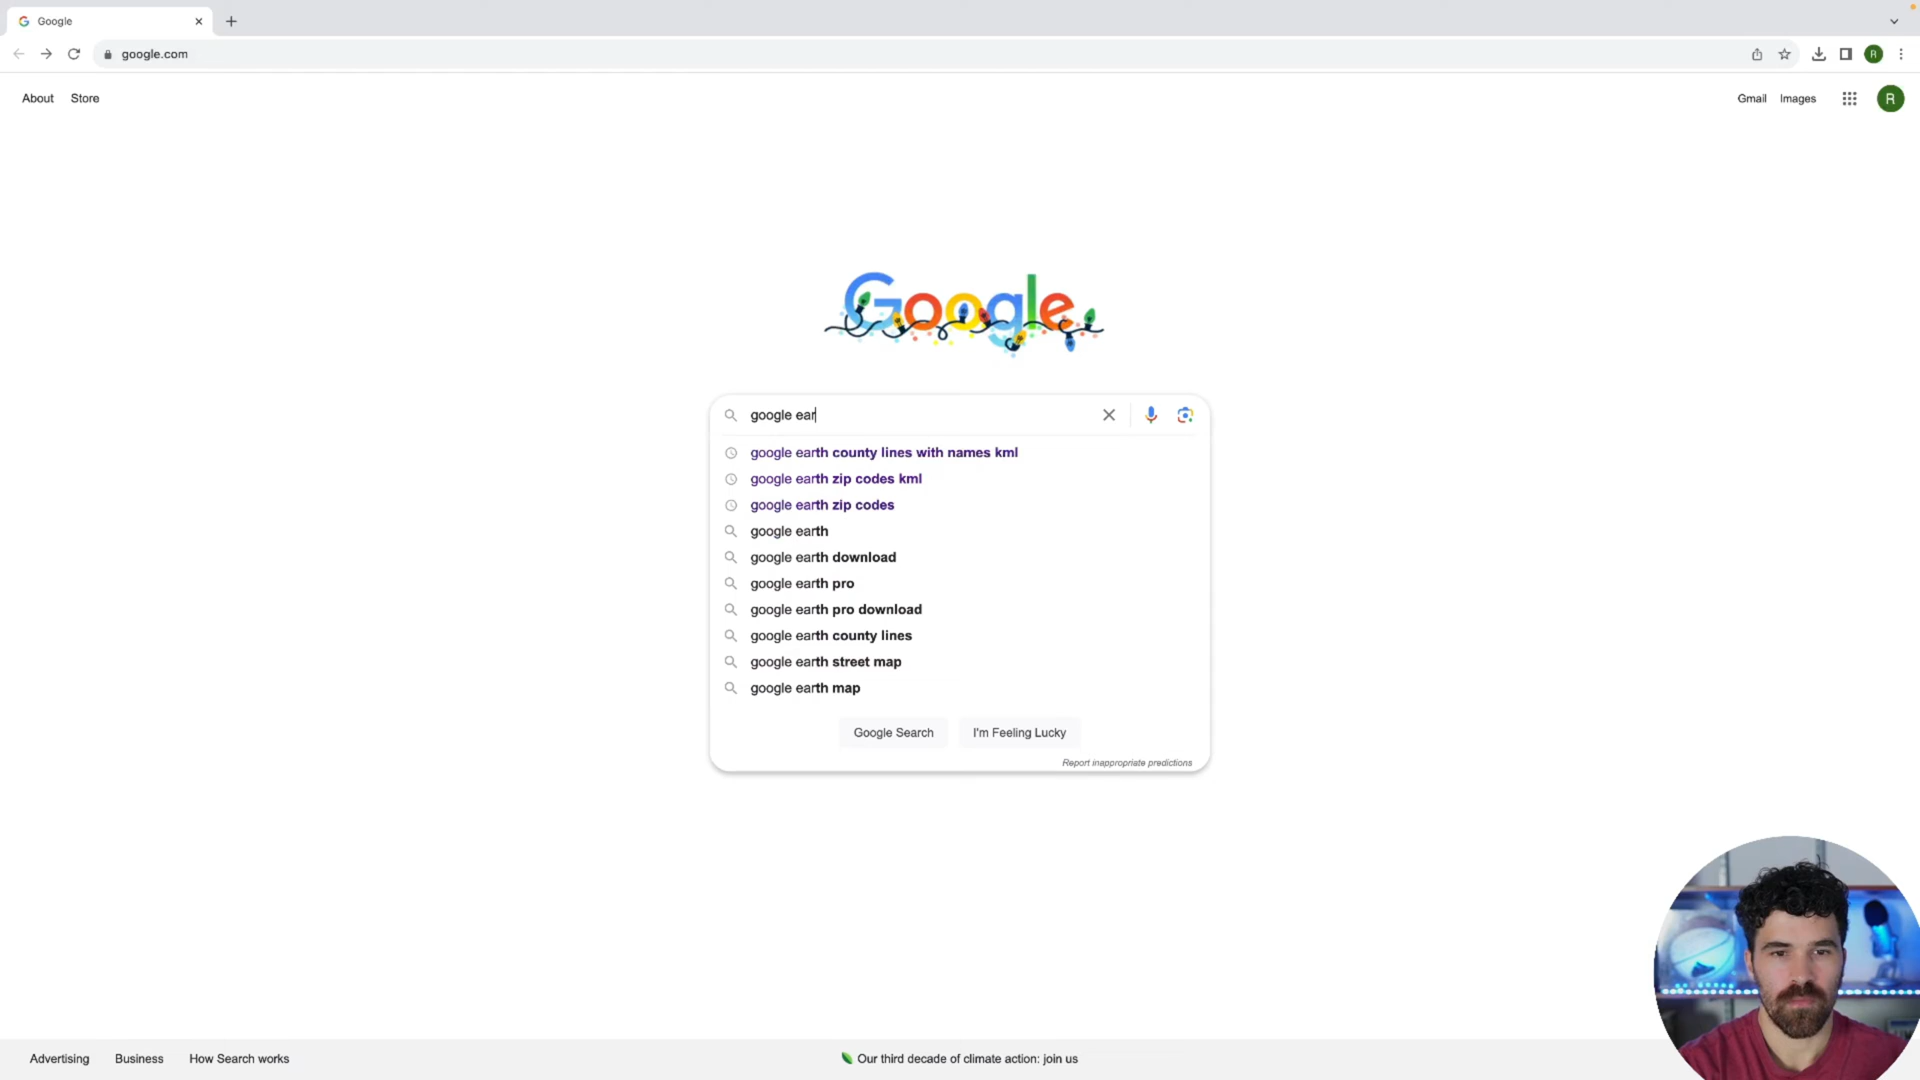 Google
google.com
R
About
Store
Gmail
Images
R
Google
google ear
google earth county lines with names kml
google earth zip codes kml
google earth zip codes
google earth
google earth download
google earth pro
google earth pro download
google earth county lines
google earth street map
google earth map
Google Search
I'm Feeling Lucky
Report inappropriate predictions
Advertising
Business
How Search works
Our third decade of climate action: join us